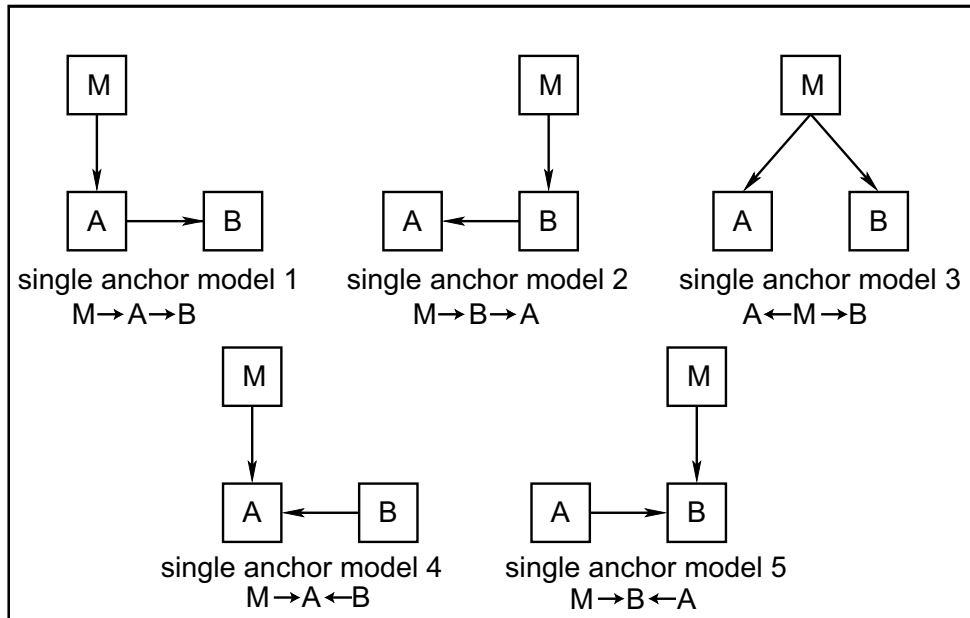 M M M
A B A B A B
single anchor model 1 single anchor model 2 single anchor model 3
M→A→B M→B→A A←M→B
M M
A B A B
single anchor model 4 single anchor model 5
M→A←B M→B←A